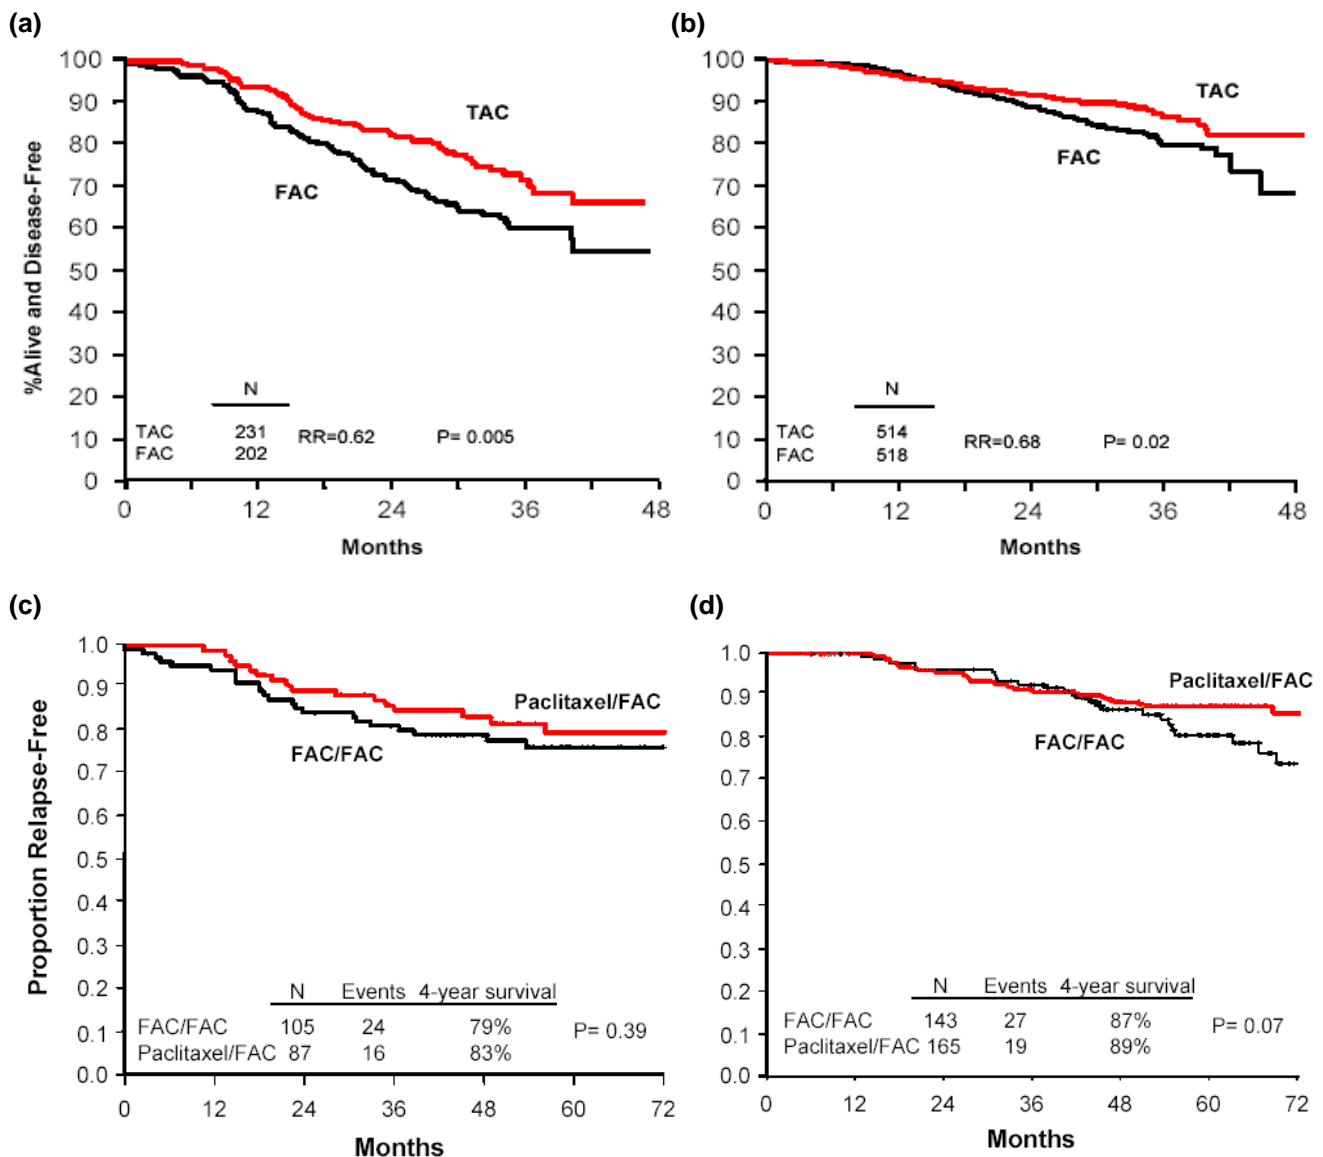 (a)
%Alive and Disease-Free
100
90
80
70
60
50
40
30
20
10
0
TAC
FAC
N
TAC 231 RR=0.62 P= 0.005
FAC 202
0 12 24 36 48
Months
(b)
100
90
80
70
60
50
40
30
20
10
0
TAC
FAC
N
TAC 514 RR=0.68 P= 0.02
FAC 518
0 12 24 36 48
Months
(c)
Proportion Relapse-Free
1.0
0.9
0.8
0.7
0.6
0.5
0.4
0.3
0.2
0.1
0.0
Paclitaxel/FAC
FAC/FAC
N Events 4-year survival
FAC/FAC 105 24 79% P= 0.39
Paclitaxel/FAC 87 16 83%
0 12 24 36 48 60 72
Months
(d)
1.0
0.9
0.8
0.7
0.6
0.5
0.4
0.3
0.2
0.1
0.0
Paclitaxel/FAC
FAC/FAC
N Events 4-year survival
FAC/FAC 143 27 87% P= 0.07
Paclitaxel/FAC 165 19 89%
0 12 24 36 48 60 72
Months